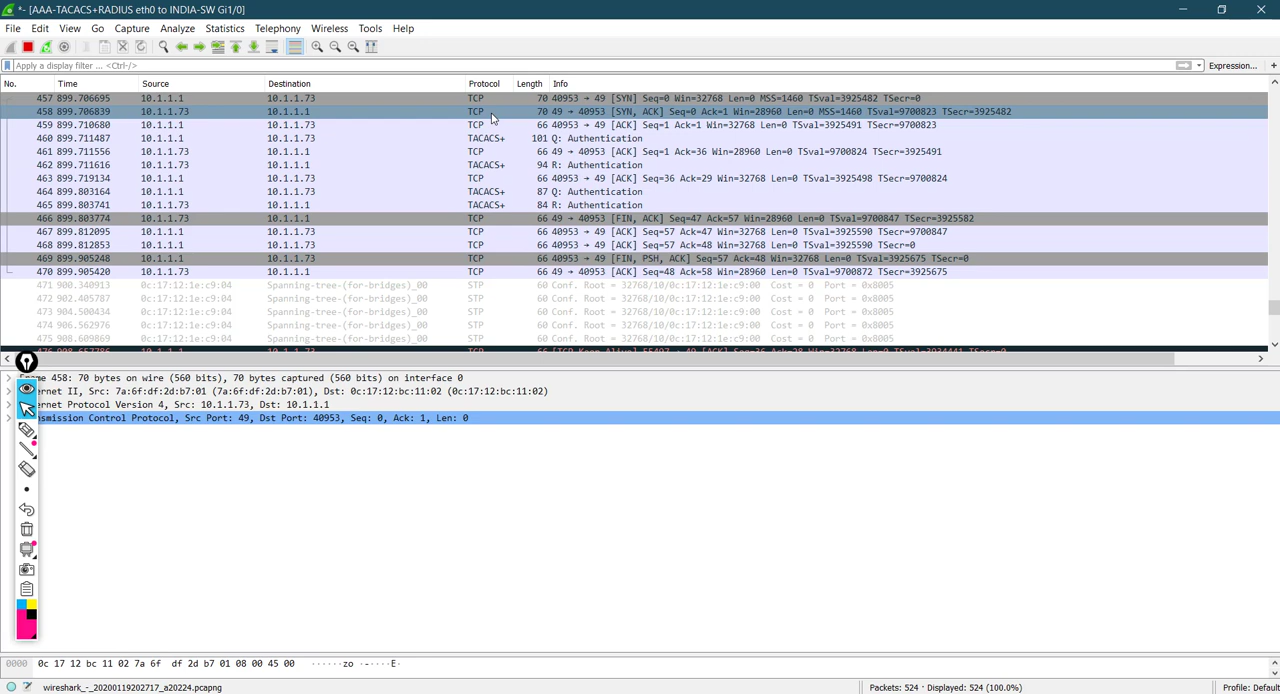 *- [AAA-TACACS+RADIUS eth0 to INDIA-SW Gi1/0]
File Edit View Go Capture Analyze Statistics Telephony Wireless Tools Help
Apply a display filter ... <Ctrl-/> Expression... +
No. Time Source Destination Protocol Length Info
457 899.706695 10.1.1.1 10.1.1.73 TCP 70 40953 → 49 [SYN] Seq=0 Win=32768 Len=0 MSS=1460 TSval=3925482 TSecr=0
458 899.706839 10.1.1.73 10.1.1.1 TCP 70 49 → 40953 [SYN, ACK] Seq=0 Ack=1 Win=28960 Len=0 MSS=1460 TSval=9700823 TSecr=3925482
459 899.710680 10.1.1.1 10.1.1.73 TCP 66 40953 → 49 [ACK] Seq=1 Ack=1 Win=32768 Len=0 TSval=3925491 TSecr=9700823
460 899.711487 10.1.1.1 10.1.1.73 TACACS+ 101 Q: Authentication
461 899.711556 10.1.1.73 10.1.1.1 TCP 66 49 → 40953 [ACK] Seq=1 Ack=36 Win=28960 Len=0 TSval=9700824 TSecr=3925491
462 899.711616 10.1.1.73 10.1.1.1 TACACS+ 94 R: Authentication
463 899.719134 10.1.1.1 10.1.1.73 TCP 66 40953 → 49 [ACK] Seq=36 Ack=29 Win=32768 Len=0 TSval=3925498 TSecr=9700824
464 899.803164 10.1.1.1 10.1.1.73 TACACS+ 87 Q: Authentication
465 899.803741 10.1.1.73 10.1.1.1 TACACS+ 84 R: Authentication
466 899.803774 10.1.1.73 10.1.1.1 TCP 66 49 → 40953 [FIN, ACK] Seq=47 Ack=57 Win=28960 Len=0 TSval=9700847 TSecr=3925582
467 899.812095 10.1.1.1 10.1.1.73 TCP 66 40953 → 49 [ACK] Seq=57 Ack=47 Win=32768 Len=0 TSval=3925590 TSecr=9700847
468 899.812853 10.1.1.1 10.1.1.73 TCP 66 40953 → 49 [ACK] Seq=57 Ack=48 Win=32768 Len=0 TSval=3925590 TSecr=0
469 899.905248 10.1.1.1 10.1.1.73 TCP 66 40953 → 49 [FIN, PSH, ACK] Seq=57 Ack=48 Win=32768 Len=0 TSval=3925675 TSecr=0
470 899.905420 10.1.1.73 10.1.1.1 TCP 66 49 → 40953 [ACK] Seq=48 Ack=58 Win=28960 Len=0 TSval=9700872 TSecr=3925675
471 900.340913 0c:17:12:1e:c9:04 Spanning-tree-(for-bridges)_00 STP 60 Conf. Root = 32768/10/0c:17:12:1e:c9:00 Cost = 0 Port = 0x8005
472 902.405787 0c:17:12:1e:c9:04 Spanning-tree-(for-bridges)_00 STP 60 Conf. Root = 32768/10/0c:17:12:1e:c9:00 Cost = 0 Port = 0x8005
473 904.500434 0c:17:12:1e:c9:04 Spanning-tree-(for-bridges)_00 STP 60 Conf. Root = 32768/10/0c:17:12:1e:c9:00 Cost = 0 Port = 0x8005
474 906.562976 0c:17:12:1e:c9:04 Spanning-tree-(for-bridges)_00 STP 60 Conf. Root = 32768/10/0c:17:12:1e:c9:00 Cost = 0 Port = 0x8005
475 908.609869 0c:17:12:1e:c9:04 Spanning-tree-(for-bridges)_00 STP 60 Conf. Root = 32768/10/0c:17:12:1e:c9:00 Cost = 0 Port = 0x8005
Frame 458: 70 bytes on wire (560 bits), 70 bytes captured (560 bits) on interface 0
ernet II, Src: 7a:6f:df:2d:b7:01 (7a:6f:df:2d:b7:01), Dst: 0c:17:12:bc:11:02 (0c:17:12:bc:11:02)
ernet Protocol Version 4, Src: 10.1.1.73, Dst: 10.1.1.1
nsmission Control Protocol, Src Port: 49, Dst Port: 40953, Seq: 0, Ack: 1, Len: 0
0000 0c 17 12 bc 11 02 7a 6f df 2d b7 01 08 00 45 00 ······zo ·-····E·
wireshark_-_20200119202717_a20224.pcapng Packets: 524 · Displayed: 524 (100.0%) Profile: Default